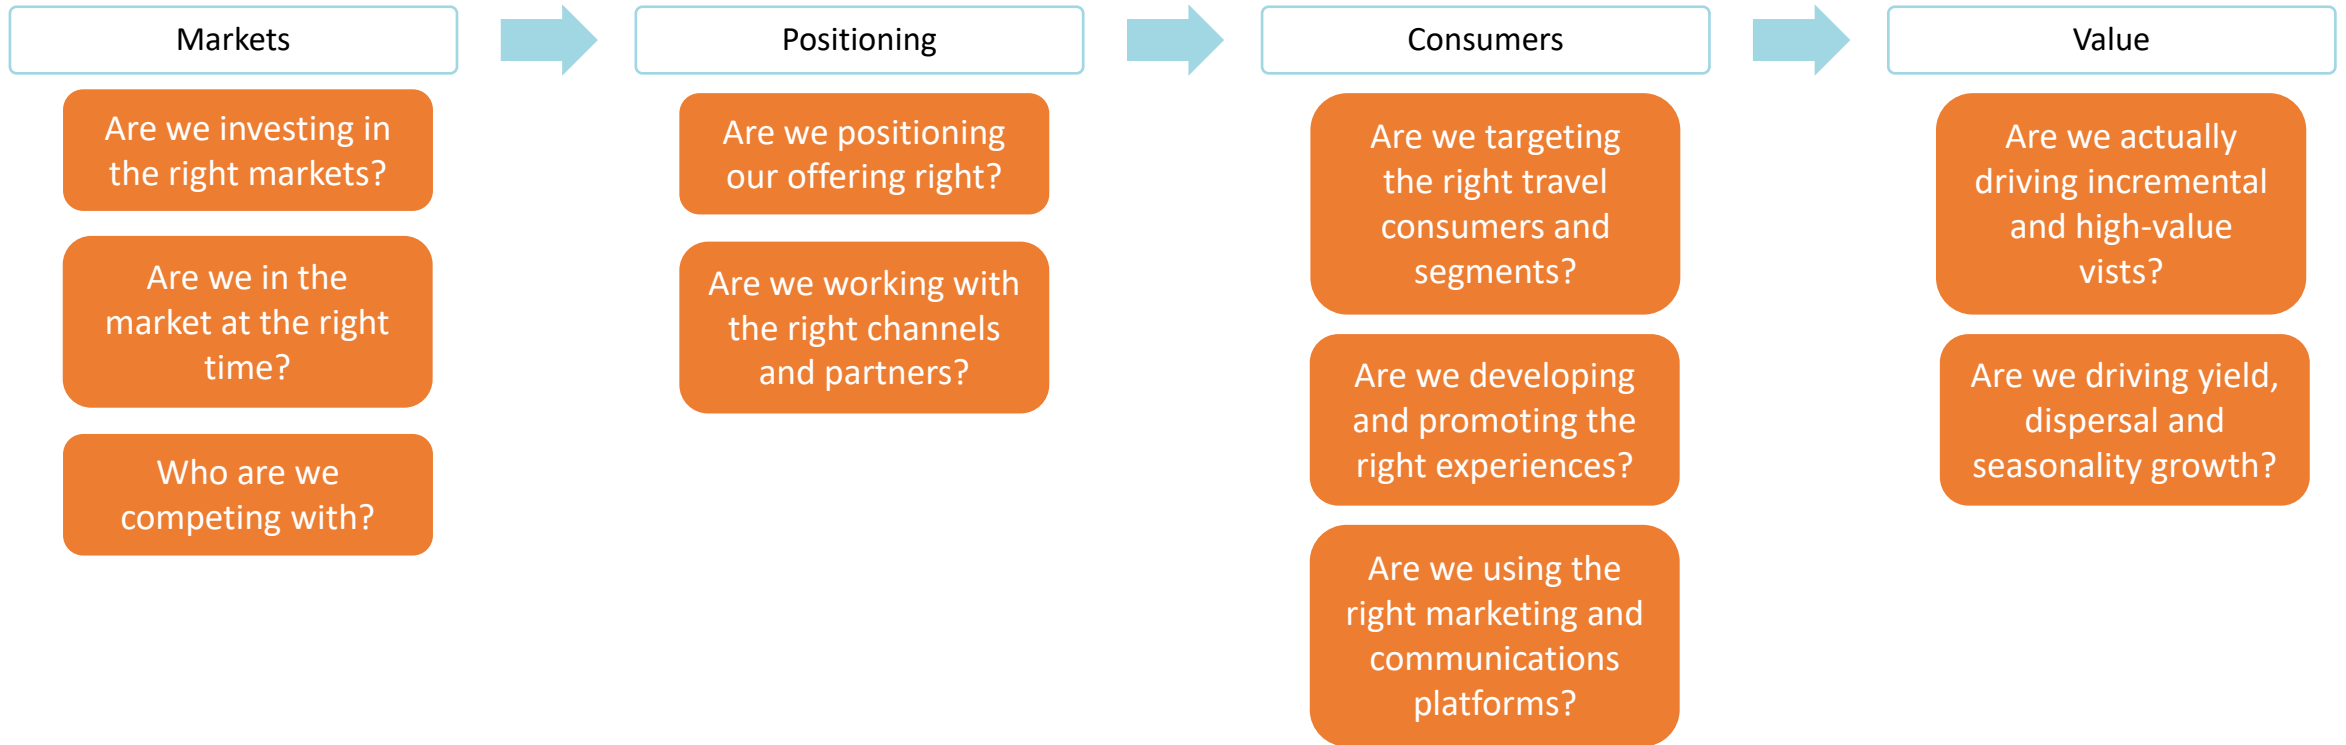 Markets
Positioning
Consumers
Value
Are we investing in
the right markets?
Are we in the
market at the right
time?
Who are we
competing with?
Are we positioning
our offering right?
Are we working with
the right channels
and partners?
Are we targeting
the right travel
consumers and
segments?
Are we developing
and promoting the
right experiences?
Are we using the
right marketing and
communications
platforms?
Are we actually
driving incremental
and high-value
vists?
Are we driving yield,
dispersal and
seasonality growth?